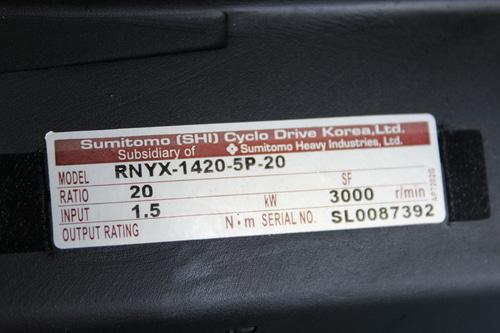 Sumitomo (SHI) Cyclo Drive Korea,Ltd.
Subsidiary of Sumitomo Heavy Industries, Ltd.
MODEL RNYX-1420-5P-20
RATIO 20 SF
INPUT 1.5 kW 3000 r/min
OUTPUT RATING N·m SERIAL NO. SL0087392